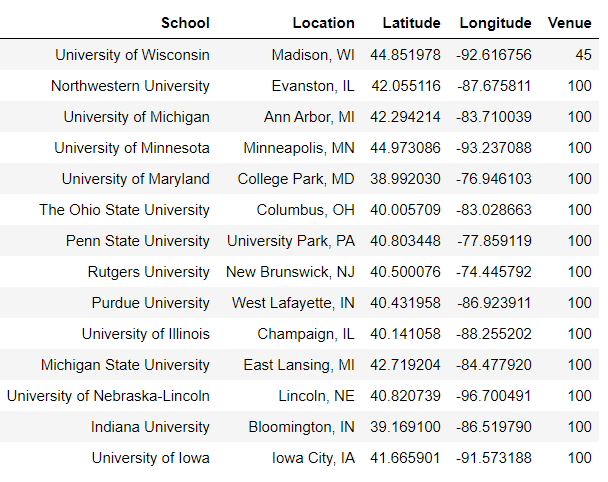 School Location Latitude Longitude Venue
University of Wisconsin Madison, WI 44.851978 -92.616756 45
Northwestern University Evanston, IL 42.055116 -87.675811 100
University of Michigan Ann Arbor, MI 42.294214 -83.710039 100
University of Minnesota Minneapolis, MN 44.973086 -93.237088 100
University of Maryland College Park, MD 38.992030 -76.946103 100
The Ohio State University Columbus, OH 40.005709 -83.028663 100
Penn State University University Park, PA 40.803448 -77.859119 100
Rutgers University New Brunswick, NJ 40.500076 -74.445792 100
Purdue University West Lafayette, IN 40.431958 -86.923911 100
University of Illinois Champaign, IL 40.141058 -88.255202 100
Michigan State University East Lansing, MI 42.719204 -84.477920 100
University of Nebraska-Lincoln Lincoln, NE 40.820739 -96.700491 100
Indiana University Bloomington, IN 39.169100 -86.519790 100
University of Iowa Iowa City, IA 41.665901 -91.573188 100